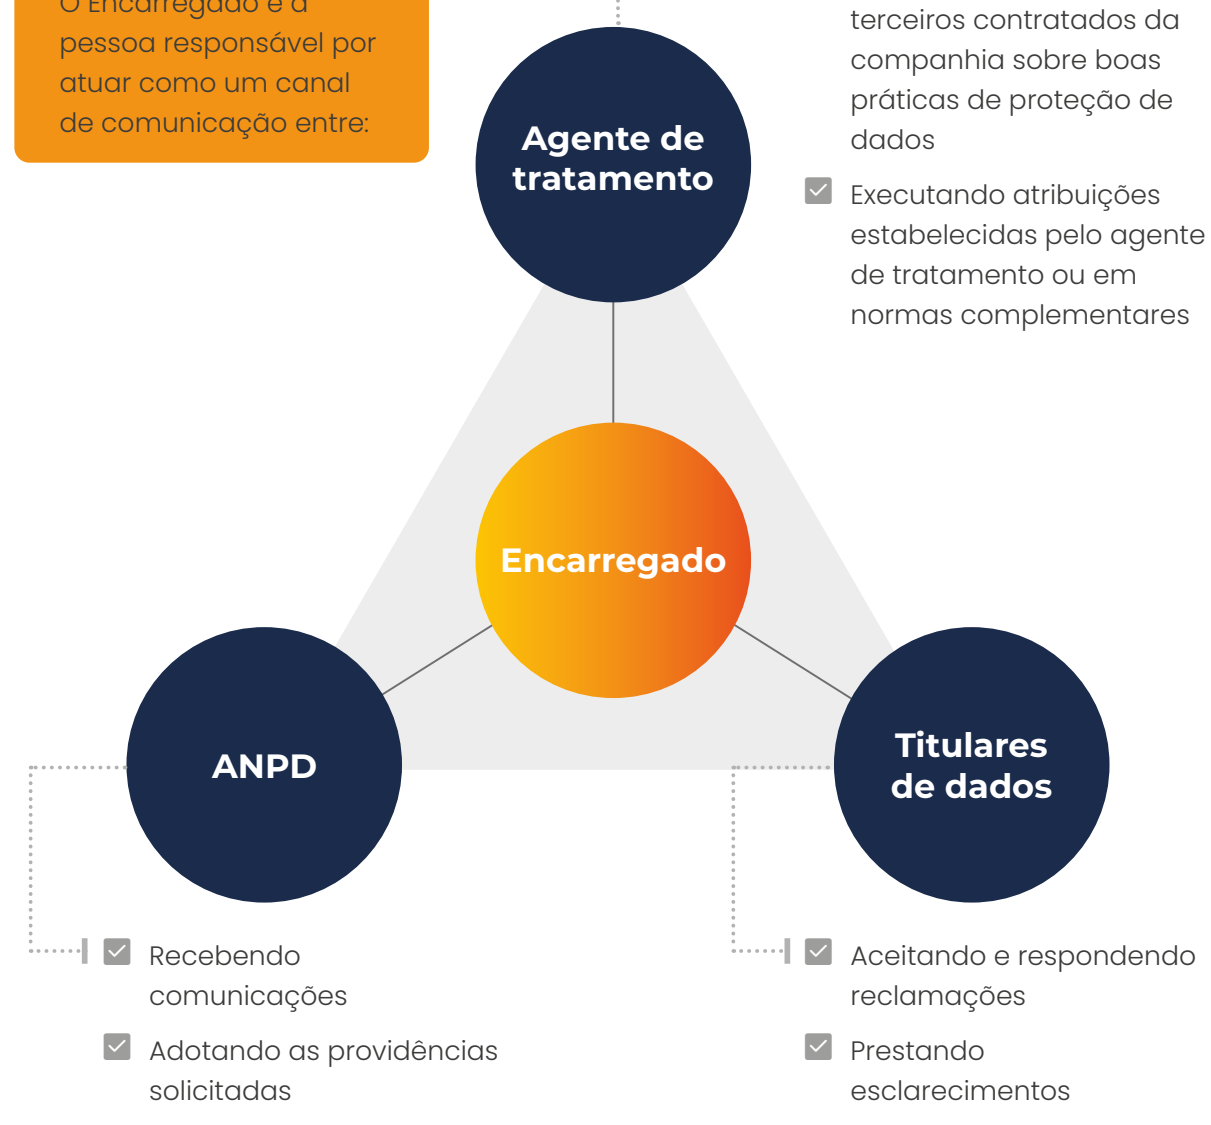 O Encarregado é a
pessoa responsável por
atuar como um canal
de comunicação entre:
terceiros contratados da
companhia sobre boas
práticas de proteção de
dados
Executando atribuições
estabelecidas pelo agente
de tratamento ou em
normas complementares
Agente de
tratamento
Encarregado
ANPD
Titulares
de dados
Recebendo
comunicações
Adotando as providências
solicitadas
Aceitando e respondendo
reclamações
Prestando
esclarecimentos